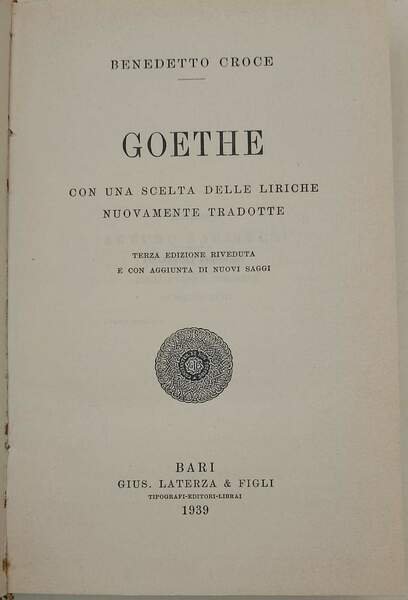 BENEDETTO CROCE
GOETHE
CON UNA SCELTA DELLE LIRICHE
NUOVAMENTE TRADOTTE
TERZA EDIZIONE RIVEDUTA
E CON AGGIUNTA DI NUOVI SAGGI
BARI
GIUS. LATERZA & FIGLI
TIPOGRAFI-EDITORI-LIBRAI
1939